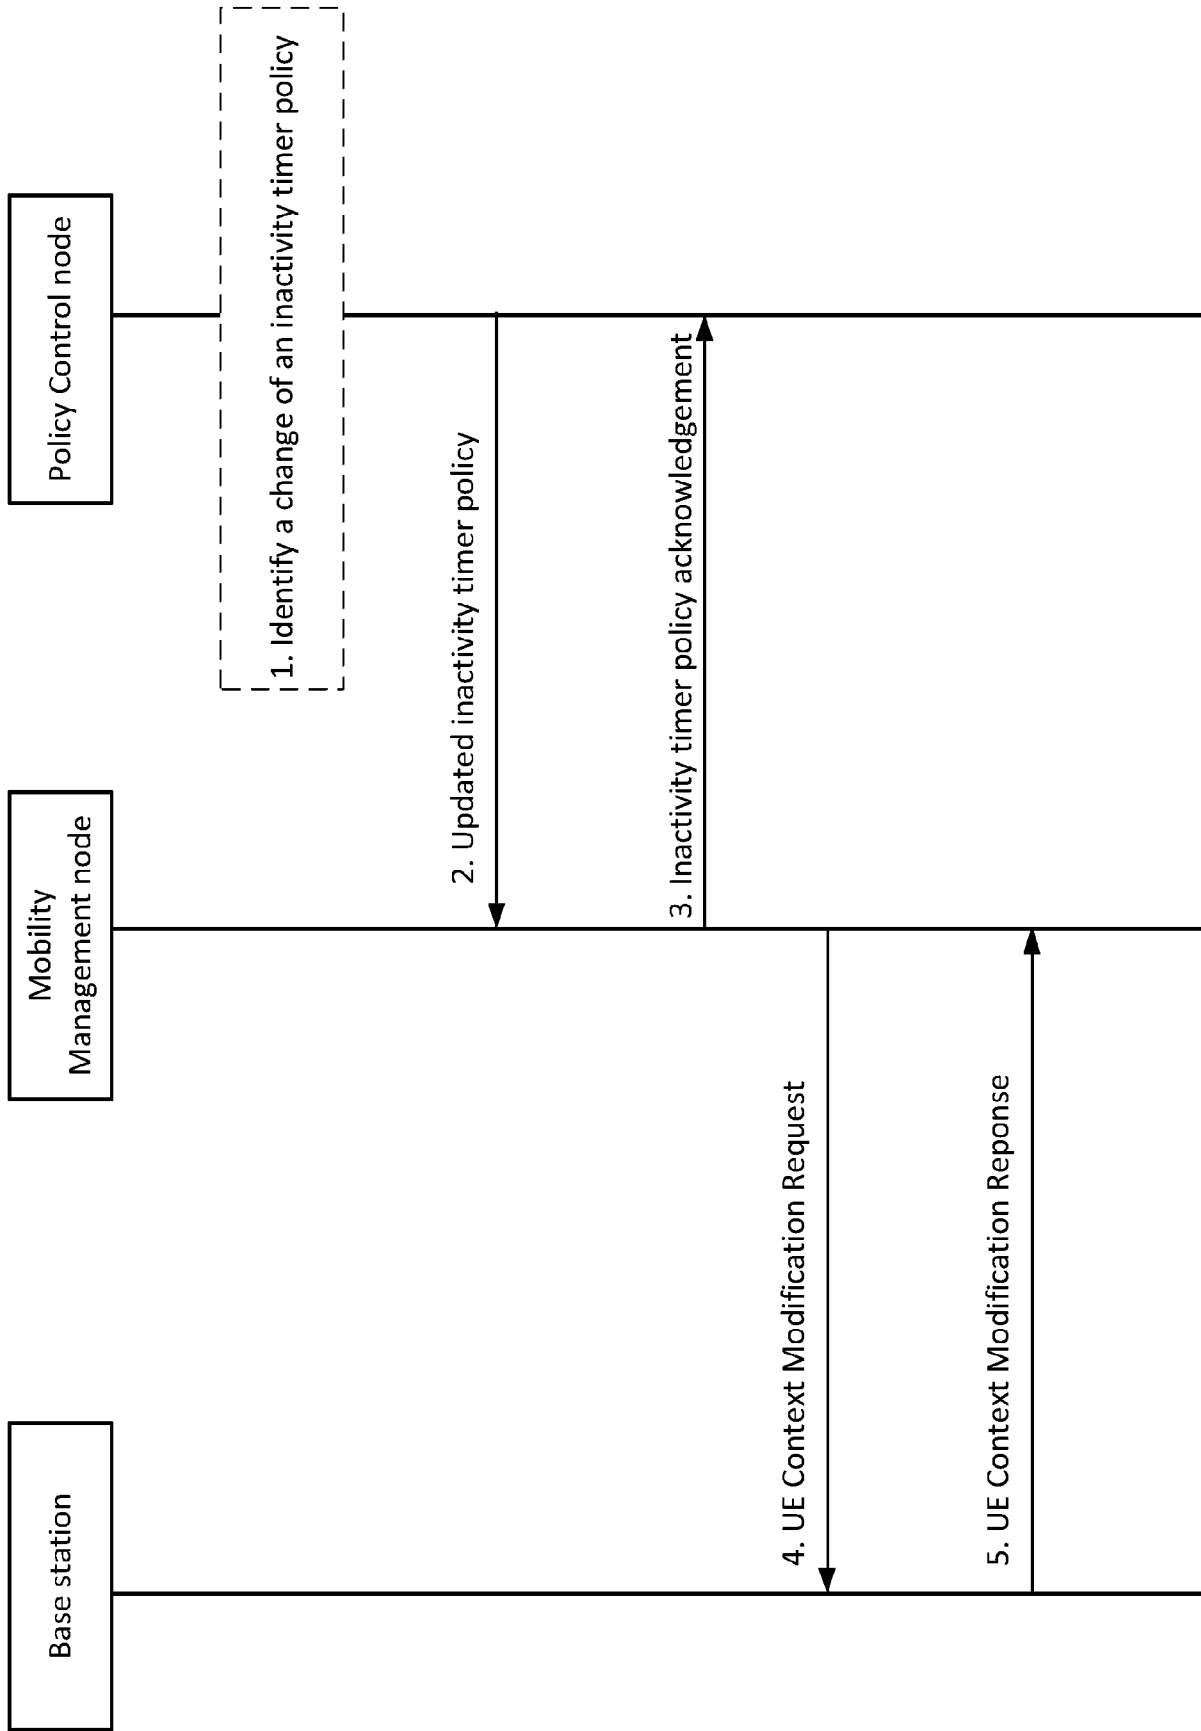 Base station
Mobility
Management node
Policy Control node
1. Identify a change of an inactivity timer policy
2. Updated inactivity timer policy
3. Inactivity timer policy acknowledgement
4. UE Context Modification Request
5. UE Context Modification Reponse